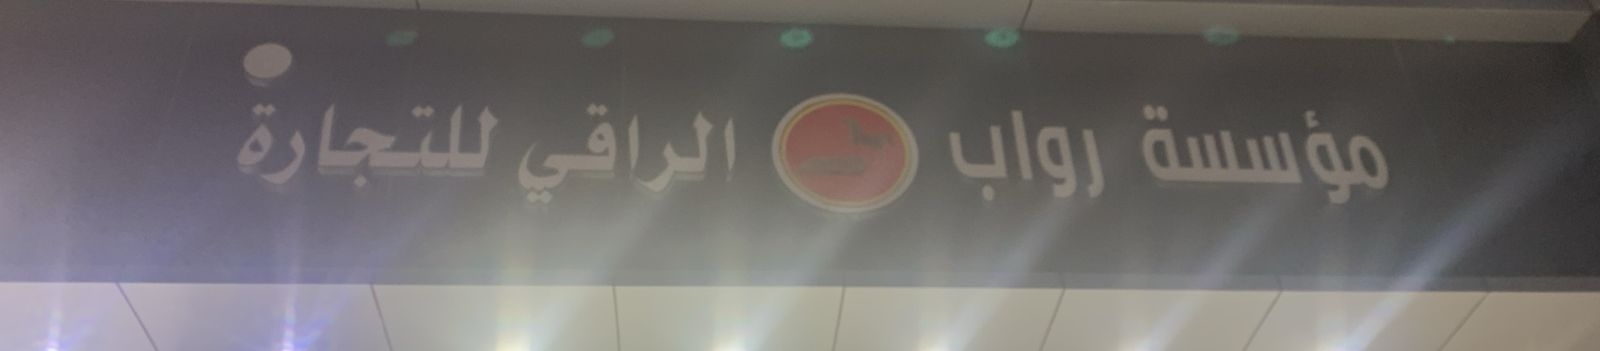 مؤسسة رواب الراقي للتجارة